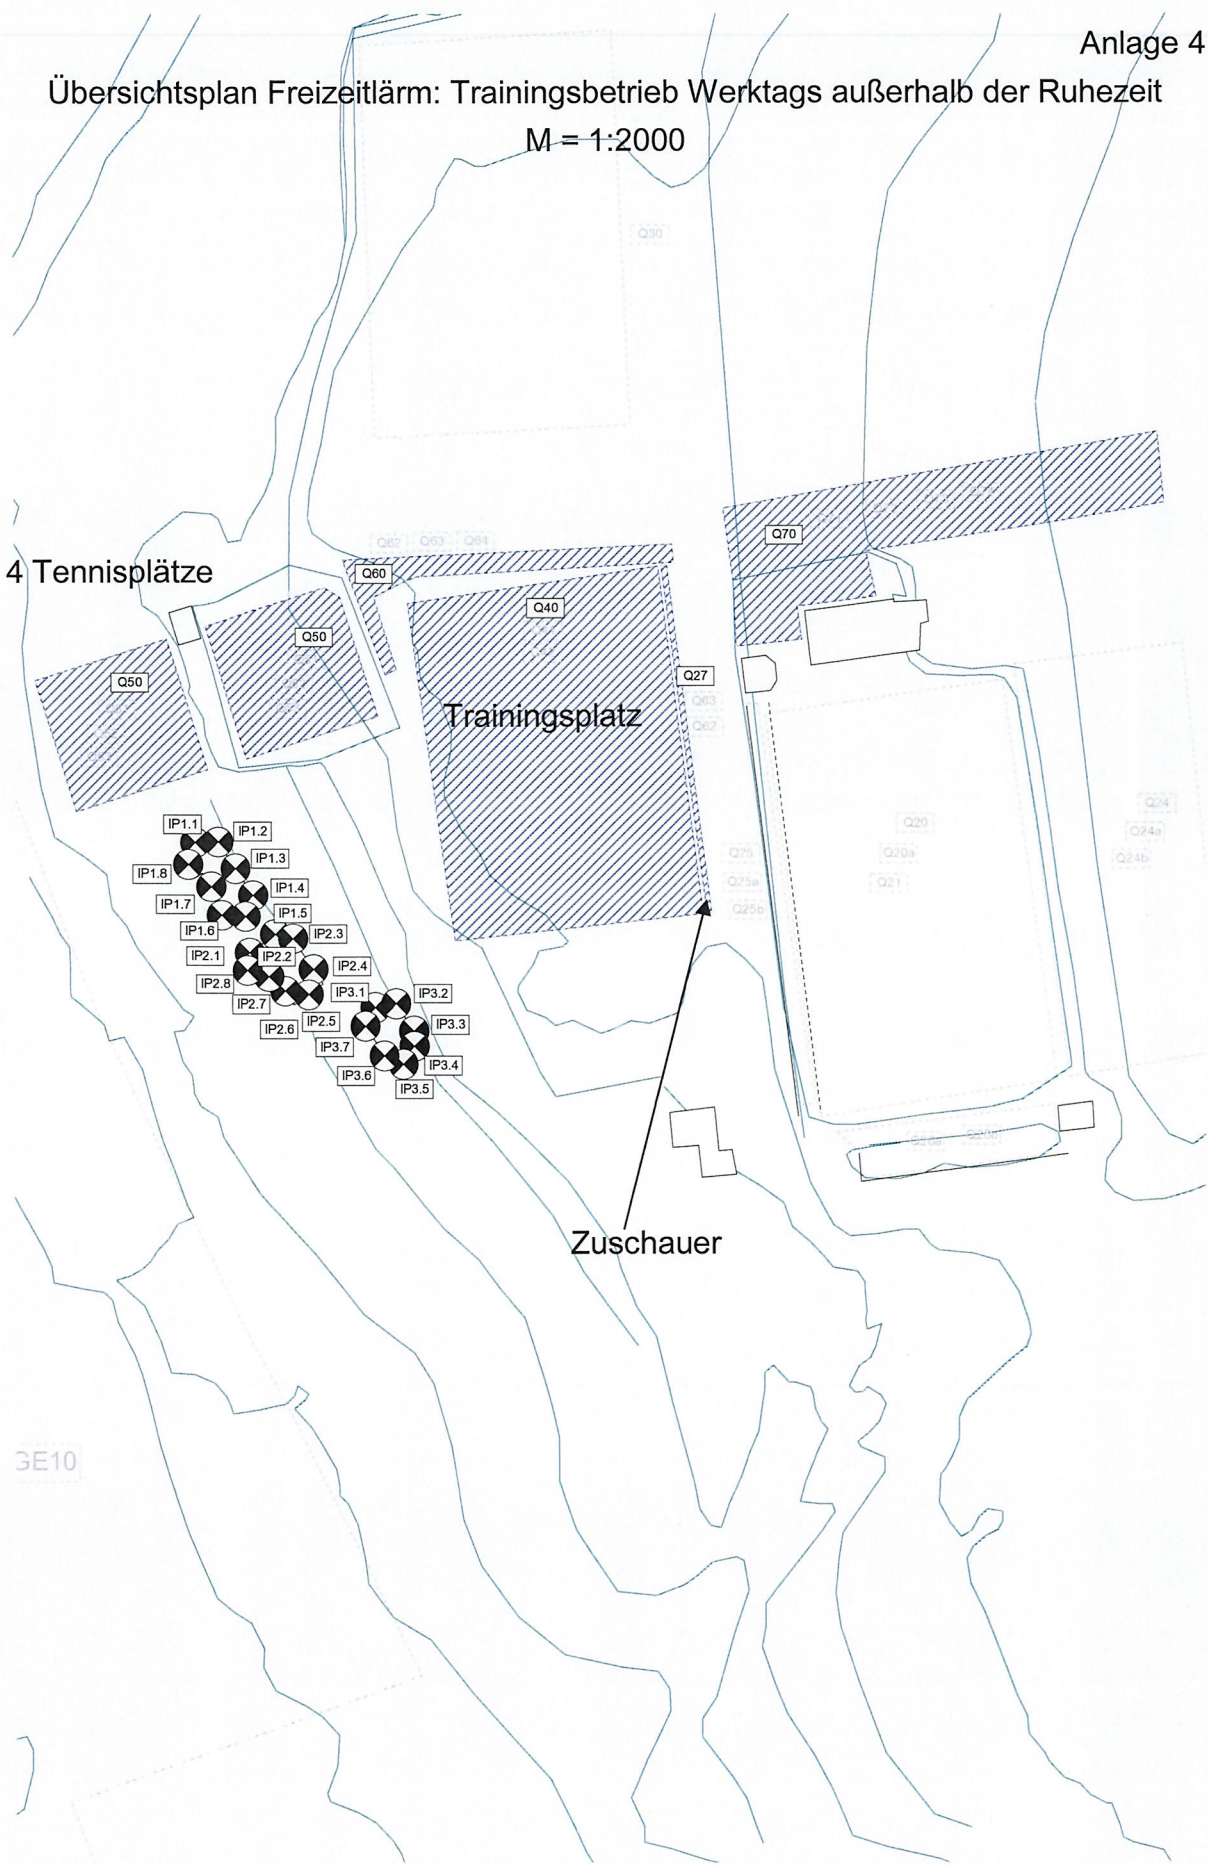 Anlage 4
Übersichtsplan Freizeitlärm: Trainingsbetrieb Werktags außerhalb der Ruhezeit
M = 1:2000
Q30
Q70
Q62 Q63 Q64
4 Tennisplätze
Q60
Q40
Q50
Q50
Q27
Q63
Q62
Trainingsplatz
Q24
Q24a
Q24b
Q20
Q20a
Q21
Q25
Q25a
Q25b
IP1.1
IP1.2
IP1.3
IP1.8
IP1.4
IP1.7
IP1.5
IP1.6
IP2.3
IP2.1
IP2.2
IP2.4
IP2.8
IP3.1
IP3.2
IP2.7
IP2.5
IP3.3
IP2.6
IP3.7
IP3.4
IP3.6
IP3.5
Zuschauer
GE10